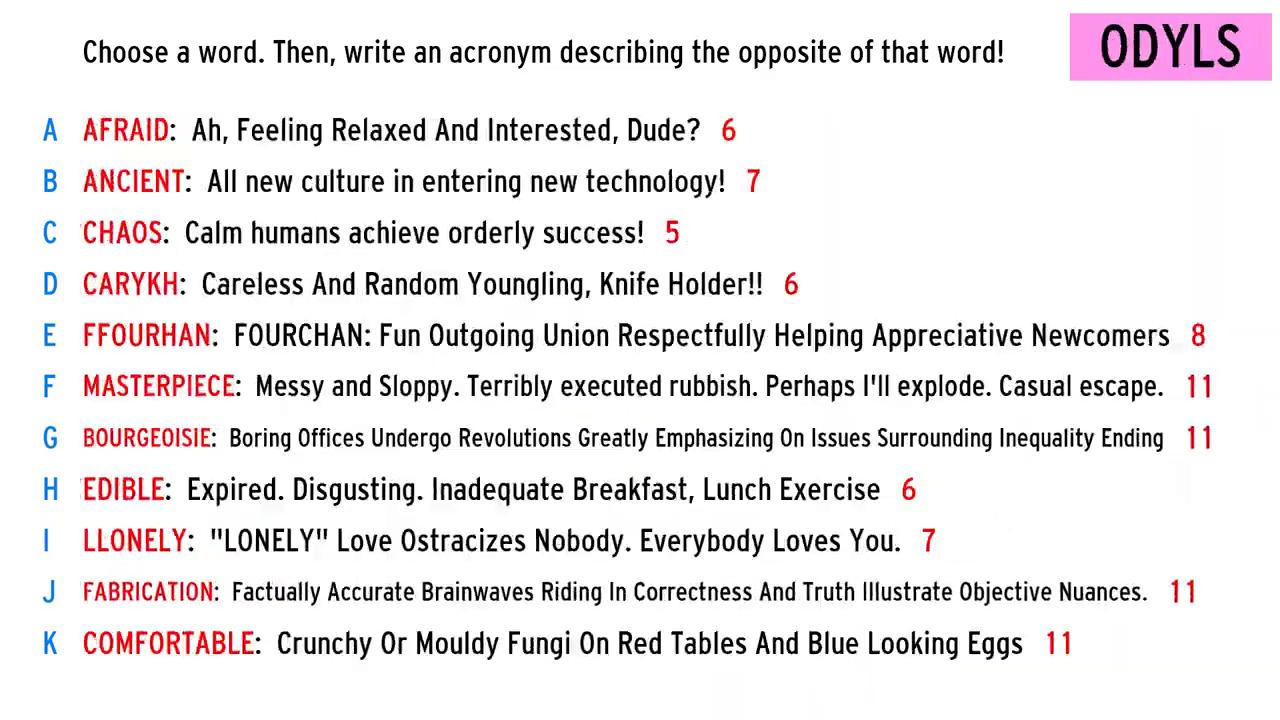 Choose a word. Then, write an acronym describing the opposite of that word!
ODYLS
A AFRAID: Ah, Feeling Relaxed And Interested, Dude? 6
B ANCIENT: All new culture in entering new technology! 7
C CHAOS: Calm humans achieve orderly success! 5
D CARYKH: Careless And Random Youngling, Knife Holder!! 6
E FFOURHAN: FOURCHAN: Fun Outgoing Union Respectfully Helping Appreciative Newcomers 8
F MASTERPIECE: Messy and Sloppy. Terribly executed rubbish. Perhaps I'll explode. Casual escape. 11
G BOURGEOISIE: Boring Offices Undergo Revolutions Greatly Emphasizing On Issues Surrounding Inequality Ending 11
H EDIBLE: Expired. Disgusting. Inadequate Breakfast, Lunch Exercise 6
I LLONELY: "LONELY" Love Ostracizes Nobody. Everybody Loves You. 7
J FABRICATION: Factually Accurate Brainwaves Riding In Correctness And Truth Illustrate Objective Nuances. 11
K COMFORTABLE: Crunchy Or Mouldy Fungi On Red Tables And Blue Looking Eggs 11